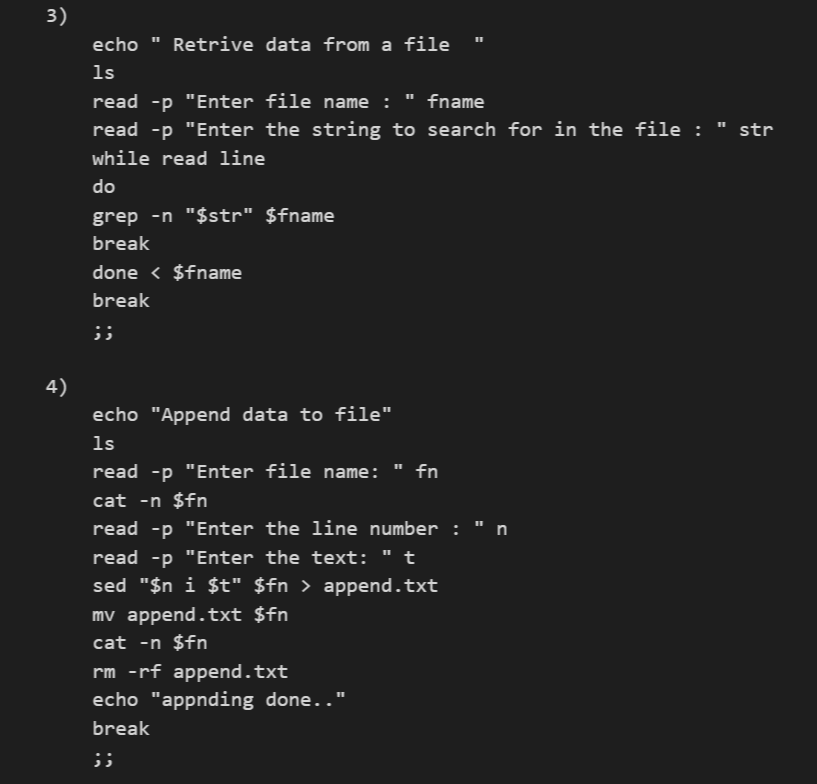 3)
echo " Retrive data from a file  "
ls
read -p "Enter file name : " fname
read -p "Enter the string to search for in the file : " str
while read line
do
grep -n "$str" $fname
break
done < $fname
break
;;
4)
echo "Append data to file"
ls
read -p "Enter file name: " fn
cat -n $fn
read -p "Enter the line number : " n
read -p "Enter the text: " t
sed "$n i $t" $fn > append.txt
mv append.txt $fn
cat -n $fn
rm -rf append.txt
echo "appnding done.."
break
;;